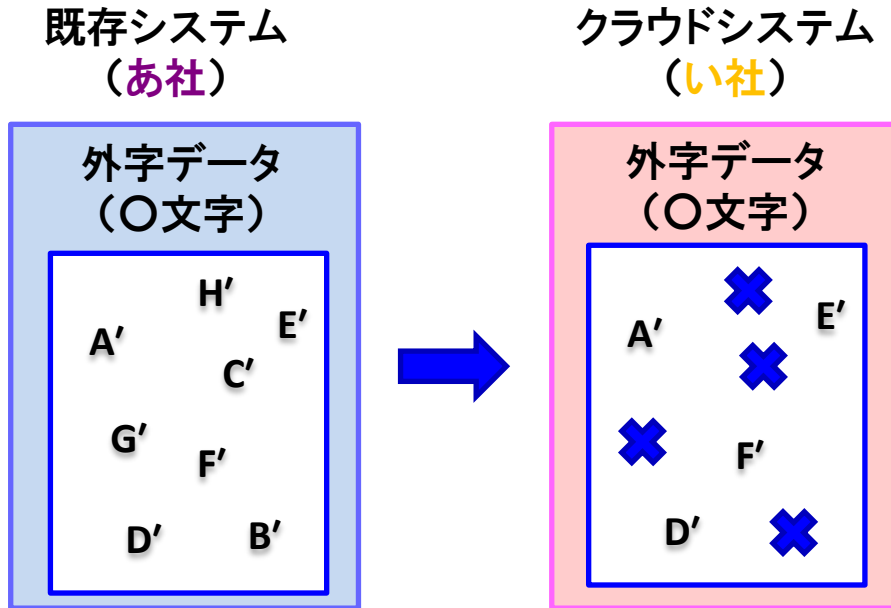 既存システム
（あ社）
外字データ
（〇文字）
H′
E′
A′
C′
G′
F′
D′
B′
クラウドシステム
（い社）
外字データ
（〇文字）
E′
A′
F′
D′